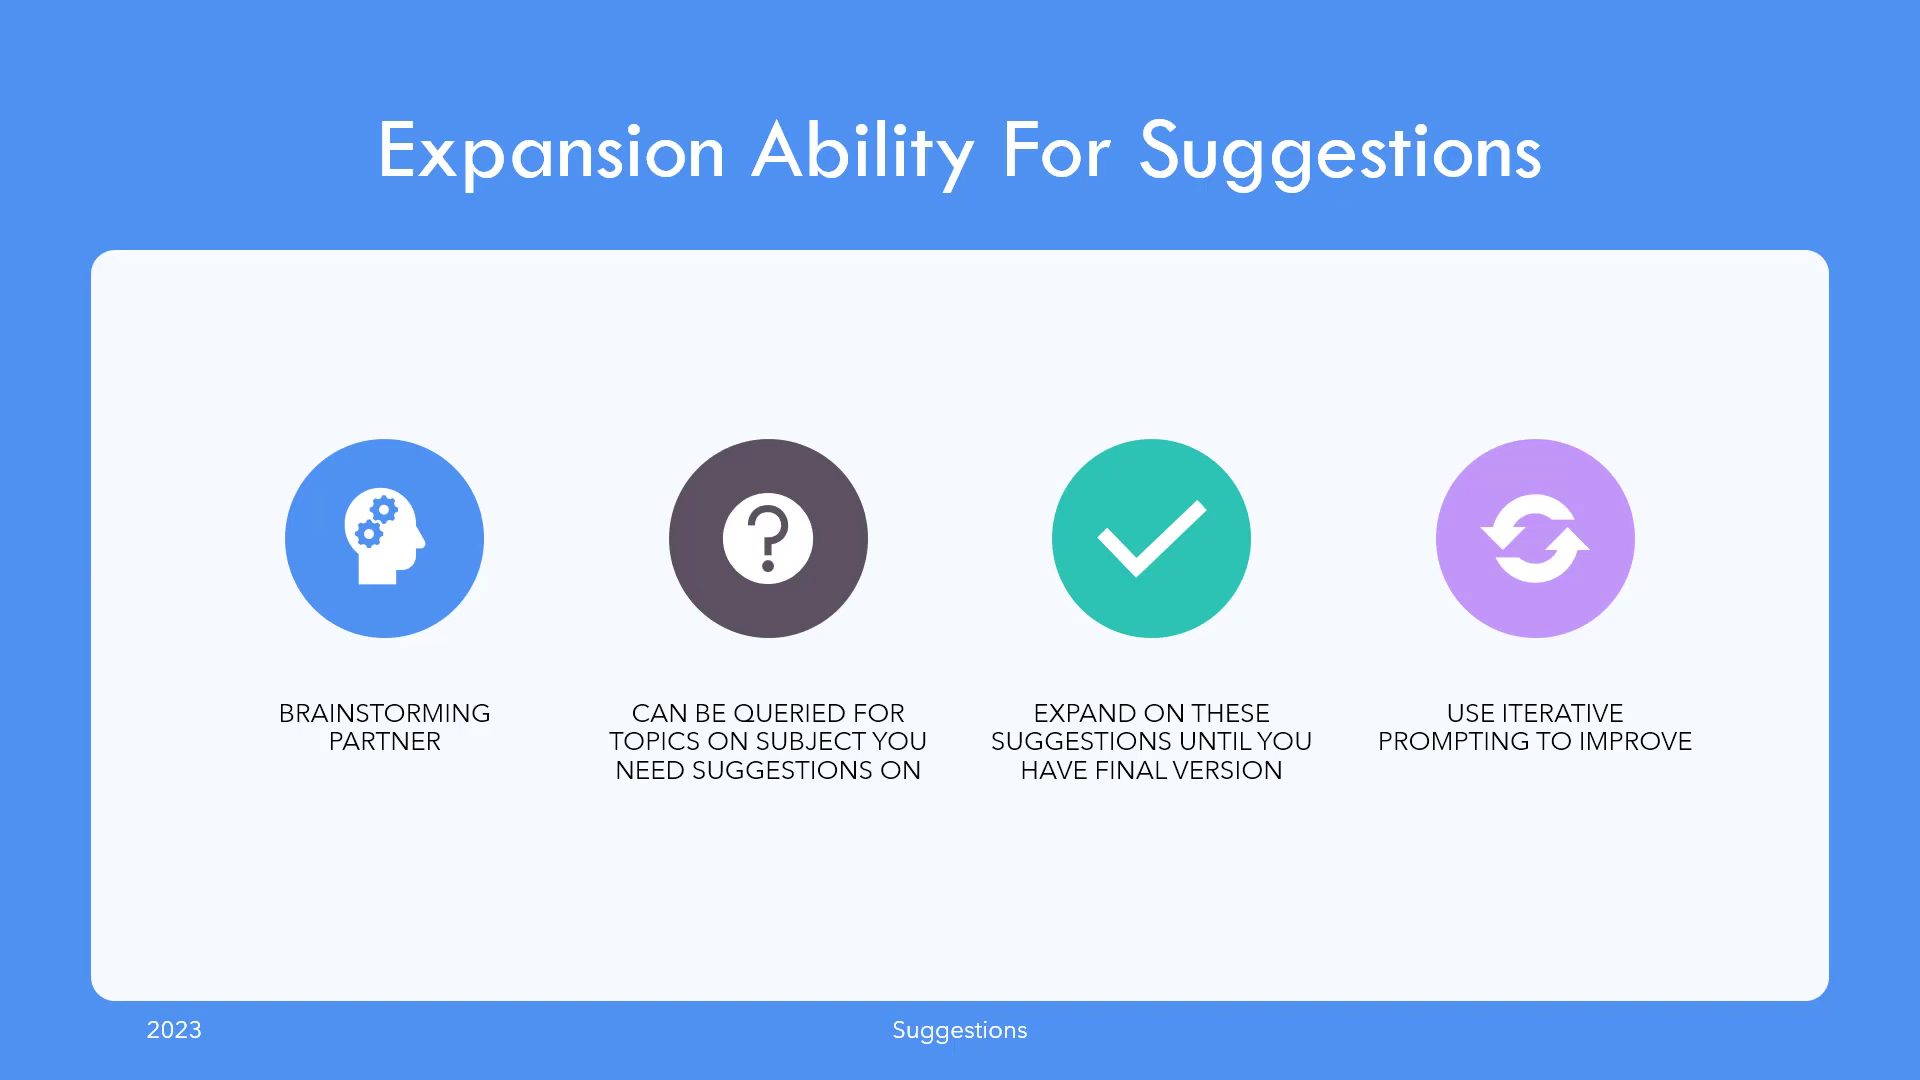 Expansion Ability For Suggestions
BRAINSTORMING
PARTNER
CAN BE QUERIED FOR
TOPICS ON SUBJECT YOU
NEED SUGGESTIONS ON
EXPAND ON THESE
SUGGESTIONS UNTIL YOU
HAVE FINAL VERSION
USE ITERATIVE
PROMPTING TO IMPROVE
2023
Suggestions